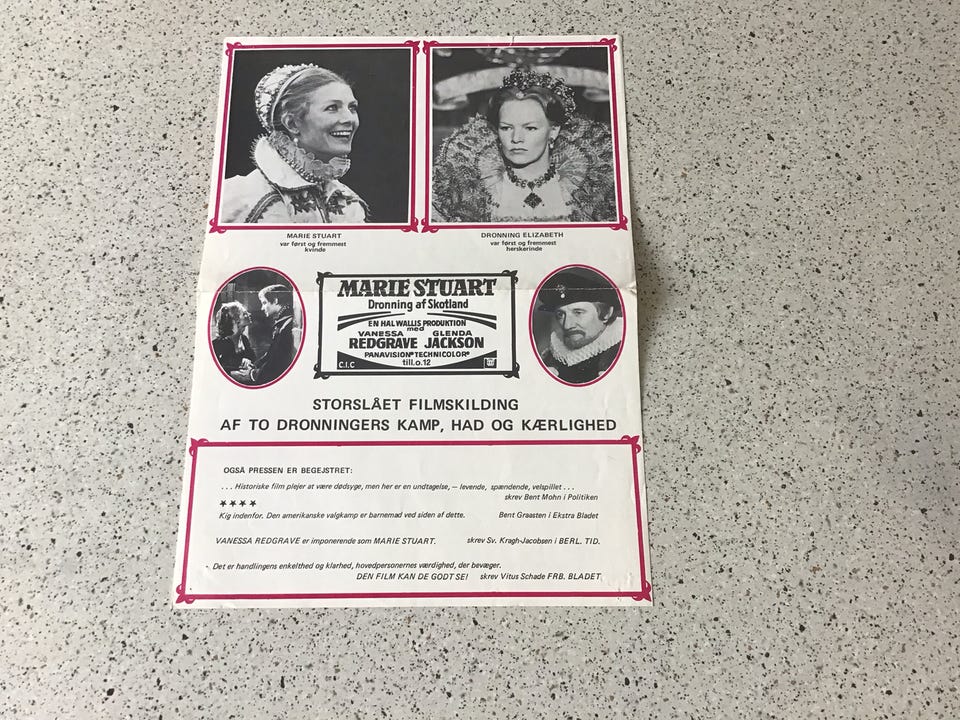 MARIE STUART
var først og fremmest
kvinde
DRONNING ELIZABETH
var først og fremmest
herskerinde
MARIE STUART
Dronning af Skotland
EN HAL WALLIS PRODUKTION
med
VANESSA GLENDA
REDGRAVE JACKSON
PANAVISION® TECHNICOLOR®
C.I.C till.o.12
STORSLÅET FILMSKILDING
AF TO DRONNINGERS KAMP, HAD OG KÆRLIGHED
OGSÅ PRESSEN ER BEGEJSTRET:
. . . Historiske film plejer at være dødsyge, men her er en undtagelse, — levende, spændende, velspillet . . .
skrev Bent Mohn i Politiken
★★★★
Kig indenfor. Den amerikanske valgkamp er barnemad ved siden af dette. Bent Graasten i Ekstra Bladet
VANESSA REDGRAVE er imponerende som MARIE STUART. skrev Sv. Kragh-Jacobsen i BERL. TID.
Det er handlingens enkelthed og klarhed, hovedpersonernes værdighed, der bevæger.
DEN FILM KAN DE GODT SE! skrev Vitus Schade FRB. BLADET